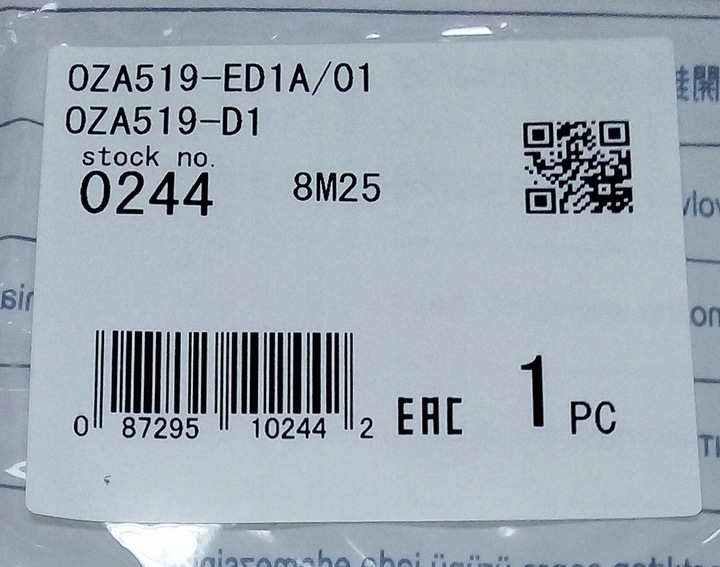 OZA519-ED1A/01
OZA519-D1
stock no.
0244 8M25
0 87295 10244 2
EAC
1 PC